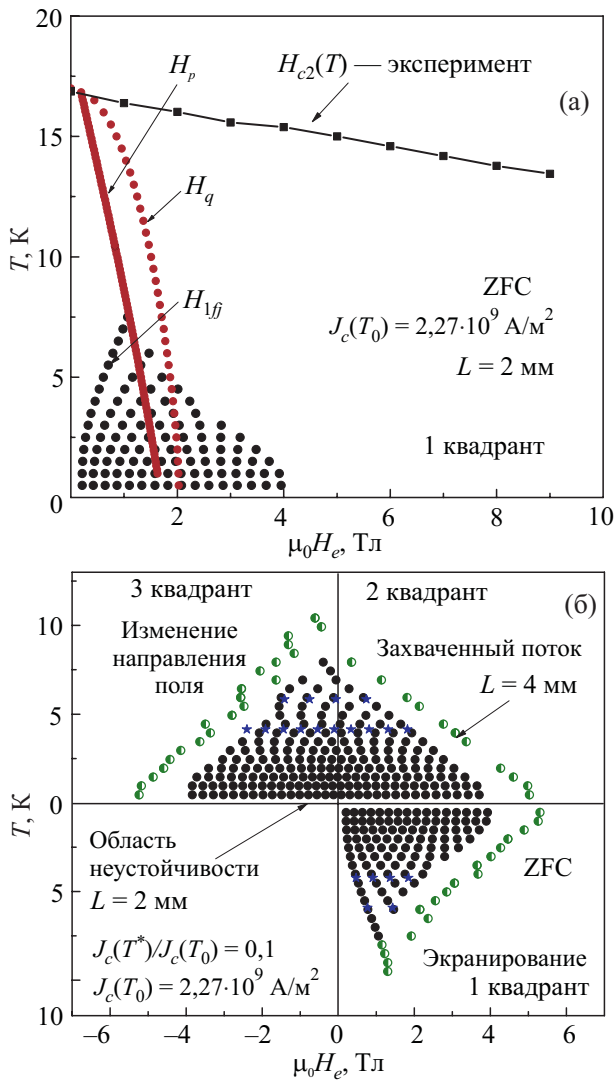 20
15
10
5
0
T, К
H_p
H_c2(T) — эксперимент
(а)
H_q
H_1fj
ZFC
J_c(T_0) = 2,27·10^9 А/м^2
L = 2 мм
1 квадрант
2
4
6
8
10
μ_0H_e, Тл
3 квадрант
2 квадрант
(б)
Изменение
направления
поля
Захваченный поток
L = 4 мм
10
5
0
5
10
T, К
Область
неустойчивости
L = 2 мм
ZFC
J_c(T^*)/J_c(T_0) = 0,1
J_c(T_0) = 2,27·10^9 А/м^2
Экранирование
1 квадрант
−6
−4
−2
0
2
4
6
μ_0H_e, Тл